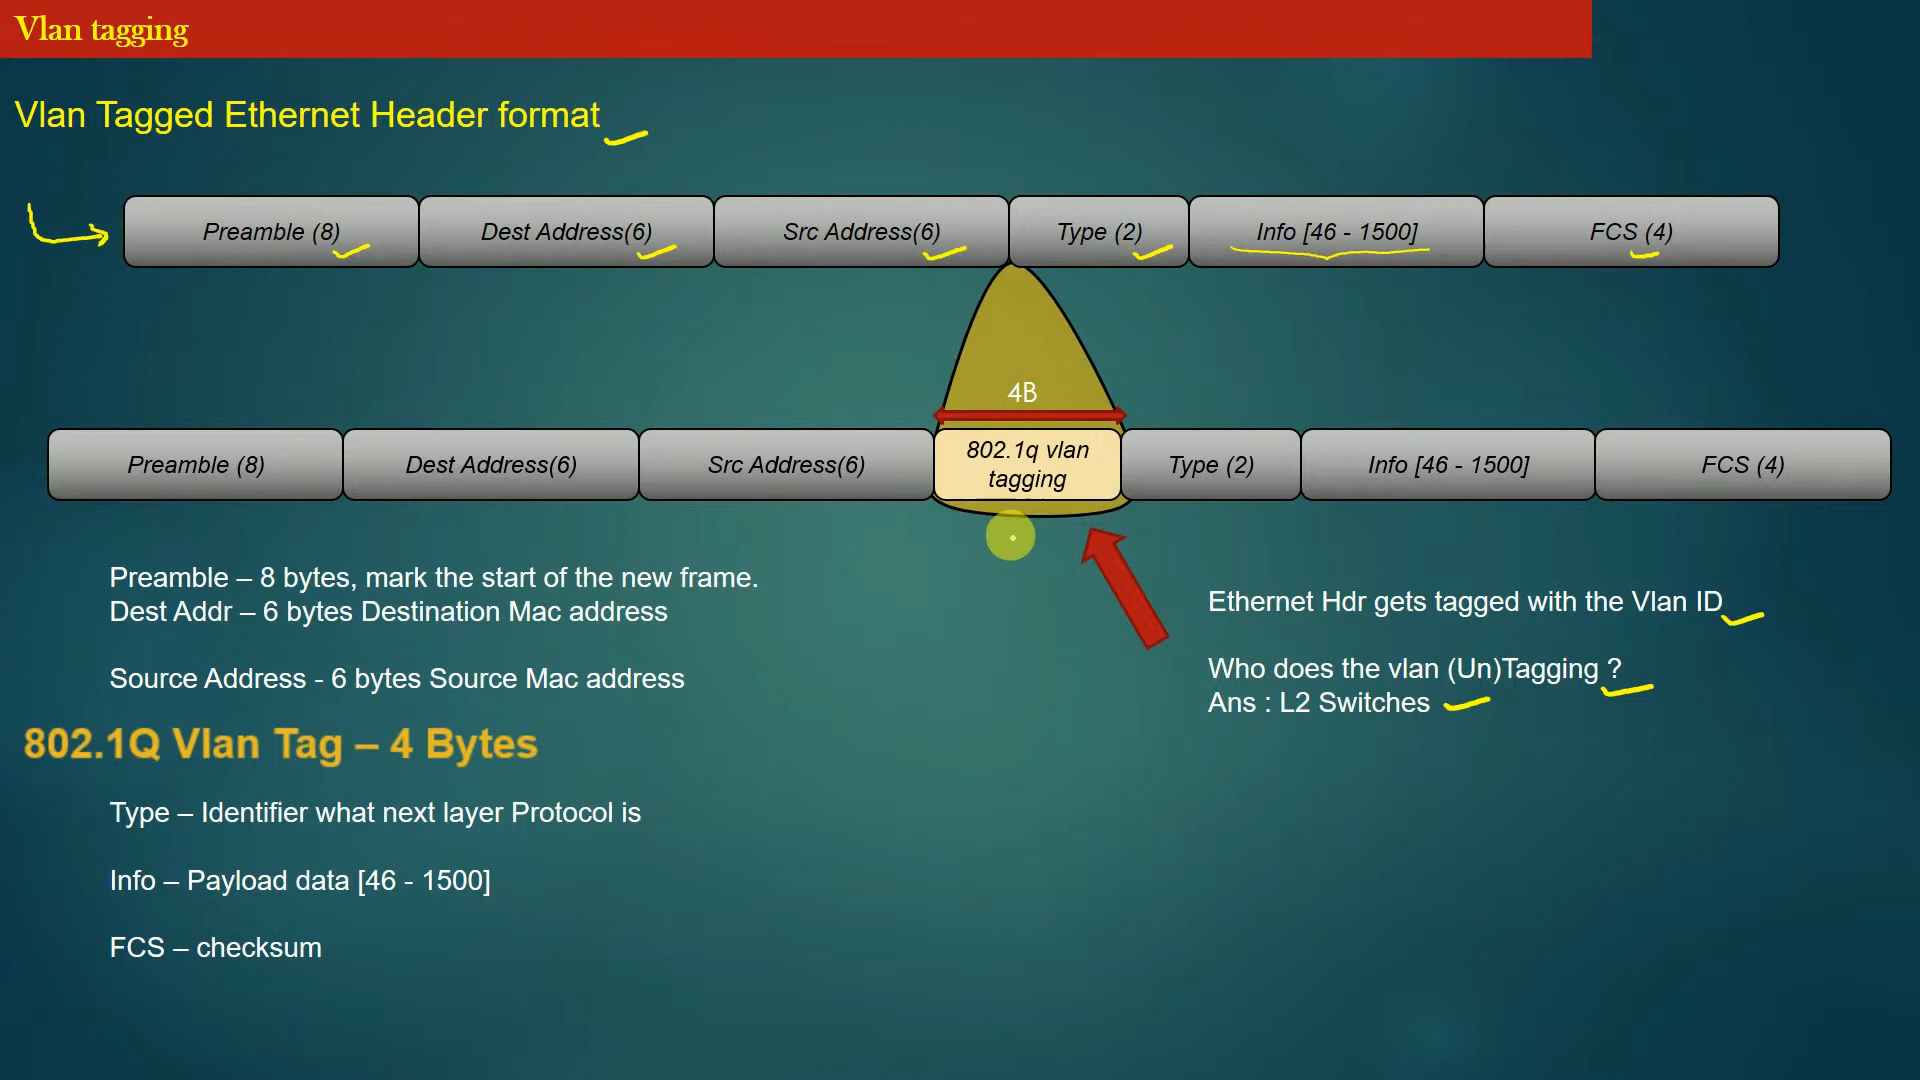 Vlan tagging
Vlan Tagged Ethernet Header format
Preamble (8) Dest Address(6) Src Address(6) Type (2) Info [46 - 1500] FCS (4)
4B
Preamble (8) Dest Address(6) Src Address(6) 802.1q vlan tagging Type (2) Info [46 - 1500] FCS (4)
Preamble – 8 bytes, mark the start of the new frame.
Dest Addr – 6 bytes Destination Mac address
Source Address - 6 bytes Source Mac address
802.1Q Vlan Tag – 4 Bytes
Type – Identifier what next layer Protocol is
Info – Payload data [46 - 1500]
FCS – checksum
Ethernet Hdr gets tagged with the Vlan ID
Who does the vlan (Un)Tagging ?
Ans : L2 Switches